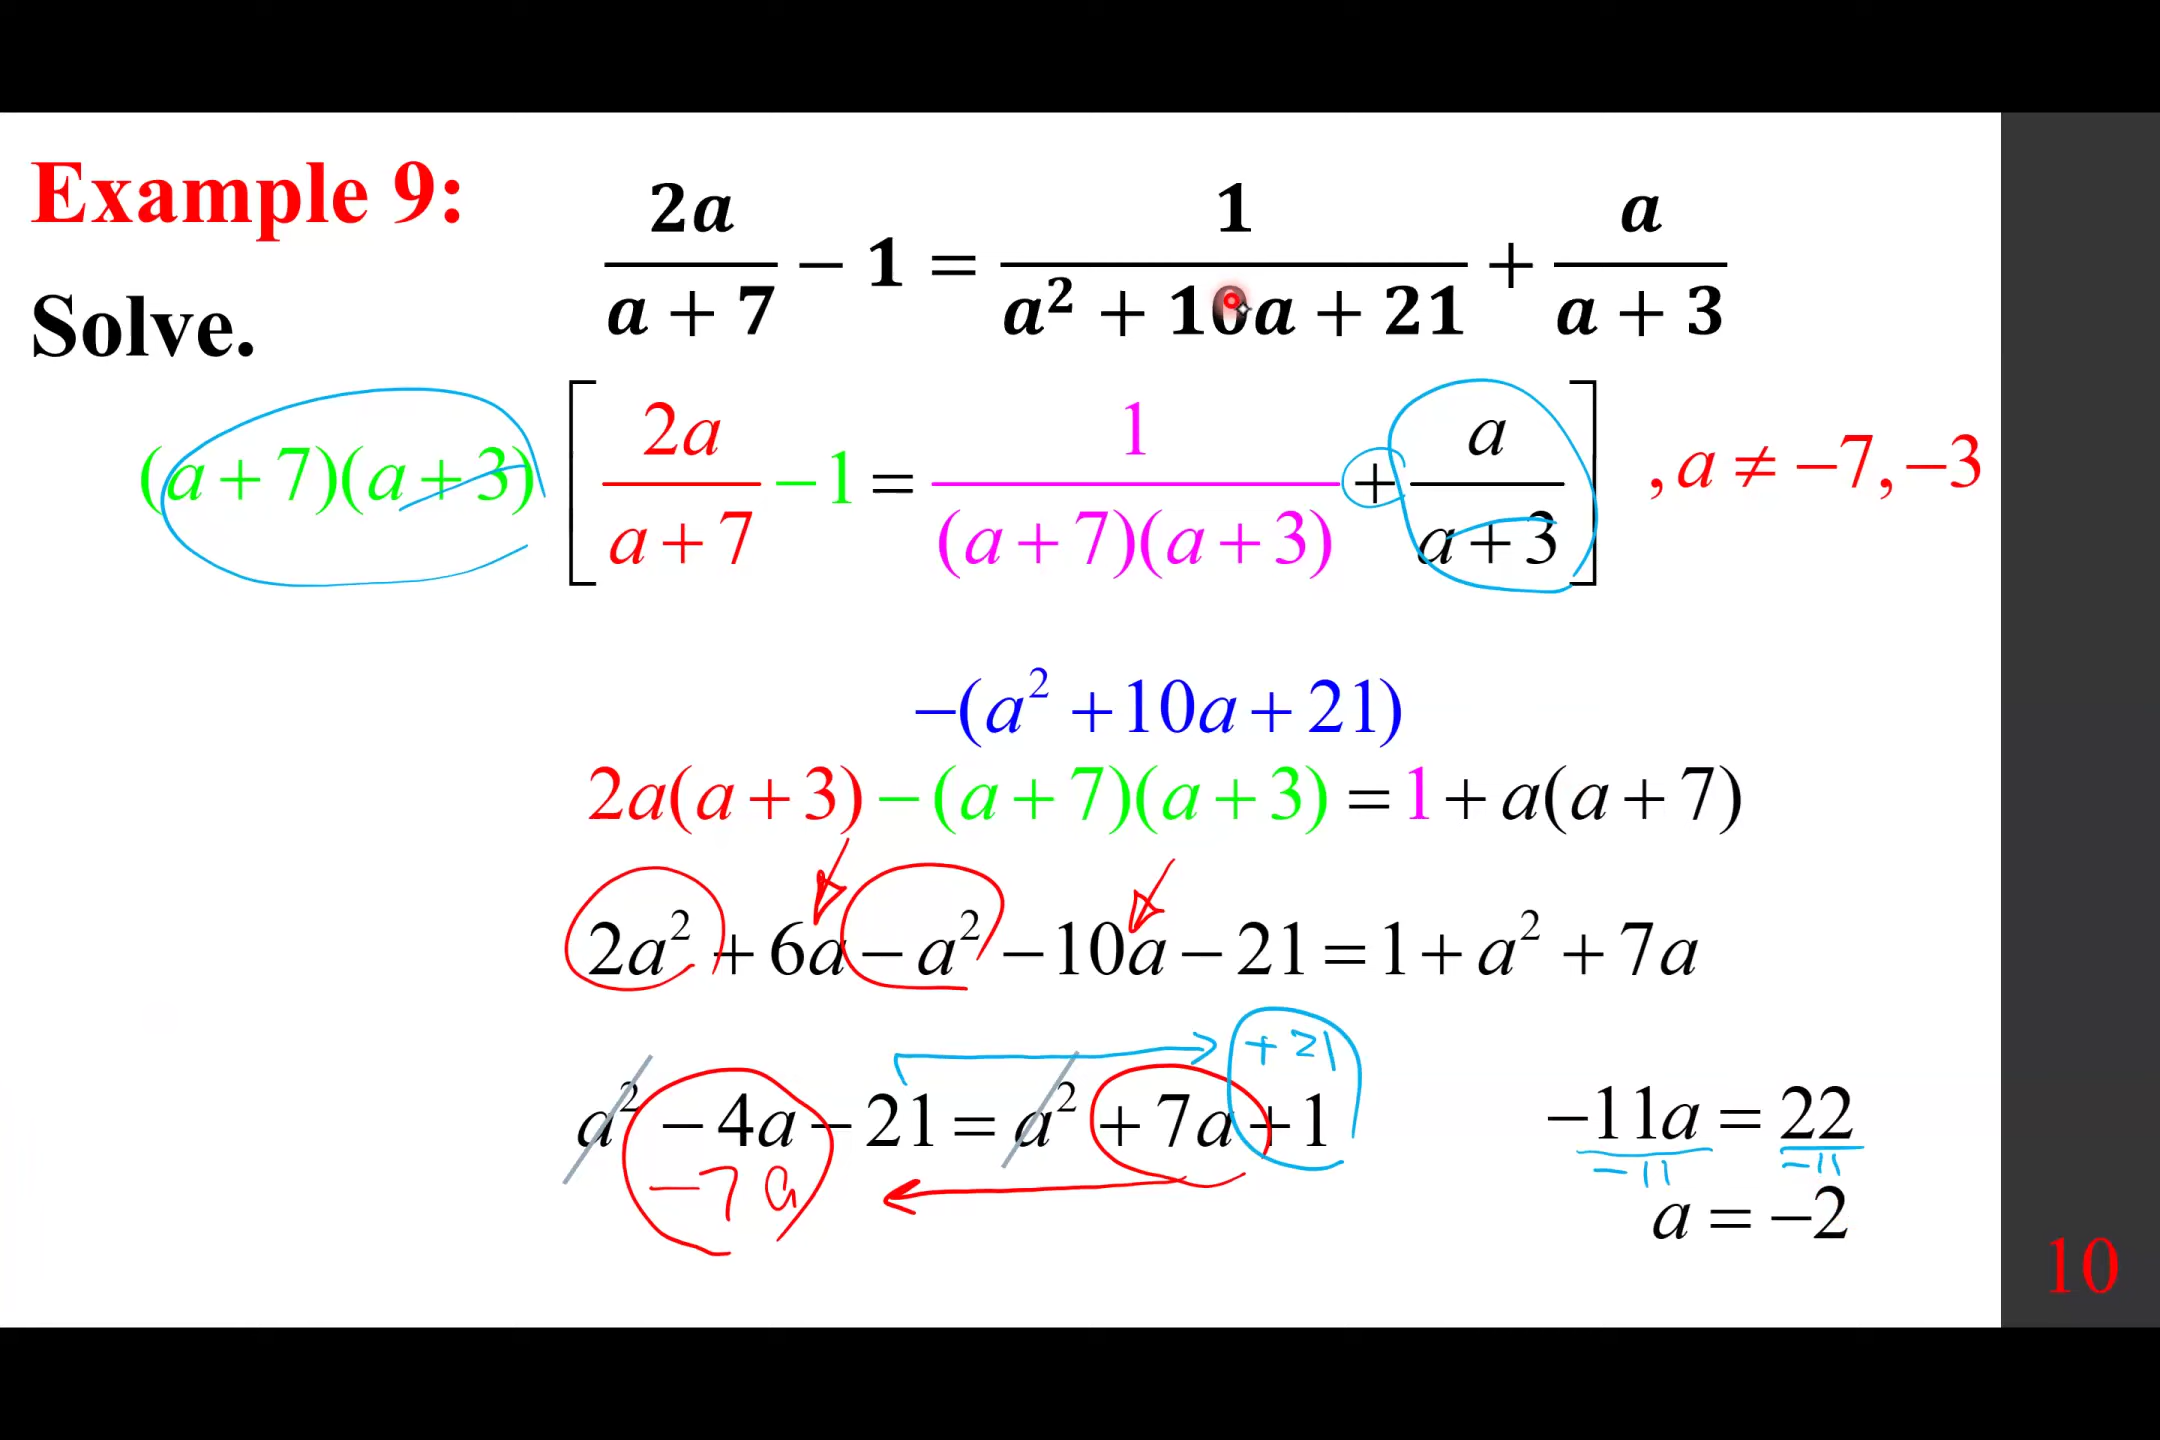 Example 9:
Solve.
2a/(a + 7) − 1 = 1/(a² + 10a + 21) + a/(a + 3)
(a + 7)(a + 3) [2a/(a + 7) − 1 = 1/((a + 7)(a + 3)) + a/(a + 3)] , a ≠ −7, −3
−(a² + 10a + 21)
2a(a + 3) − (a + 7)(a + 3) = 1 + a(a + 7)
2a² + 6a − a² − 10a − 21 = 1 + a² + 7a
+21
a² − 4a − 21 = a² + 7a + 1
−7a
−11a = 22
−11 −11
a = −2
10